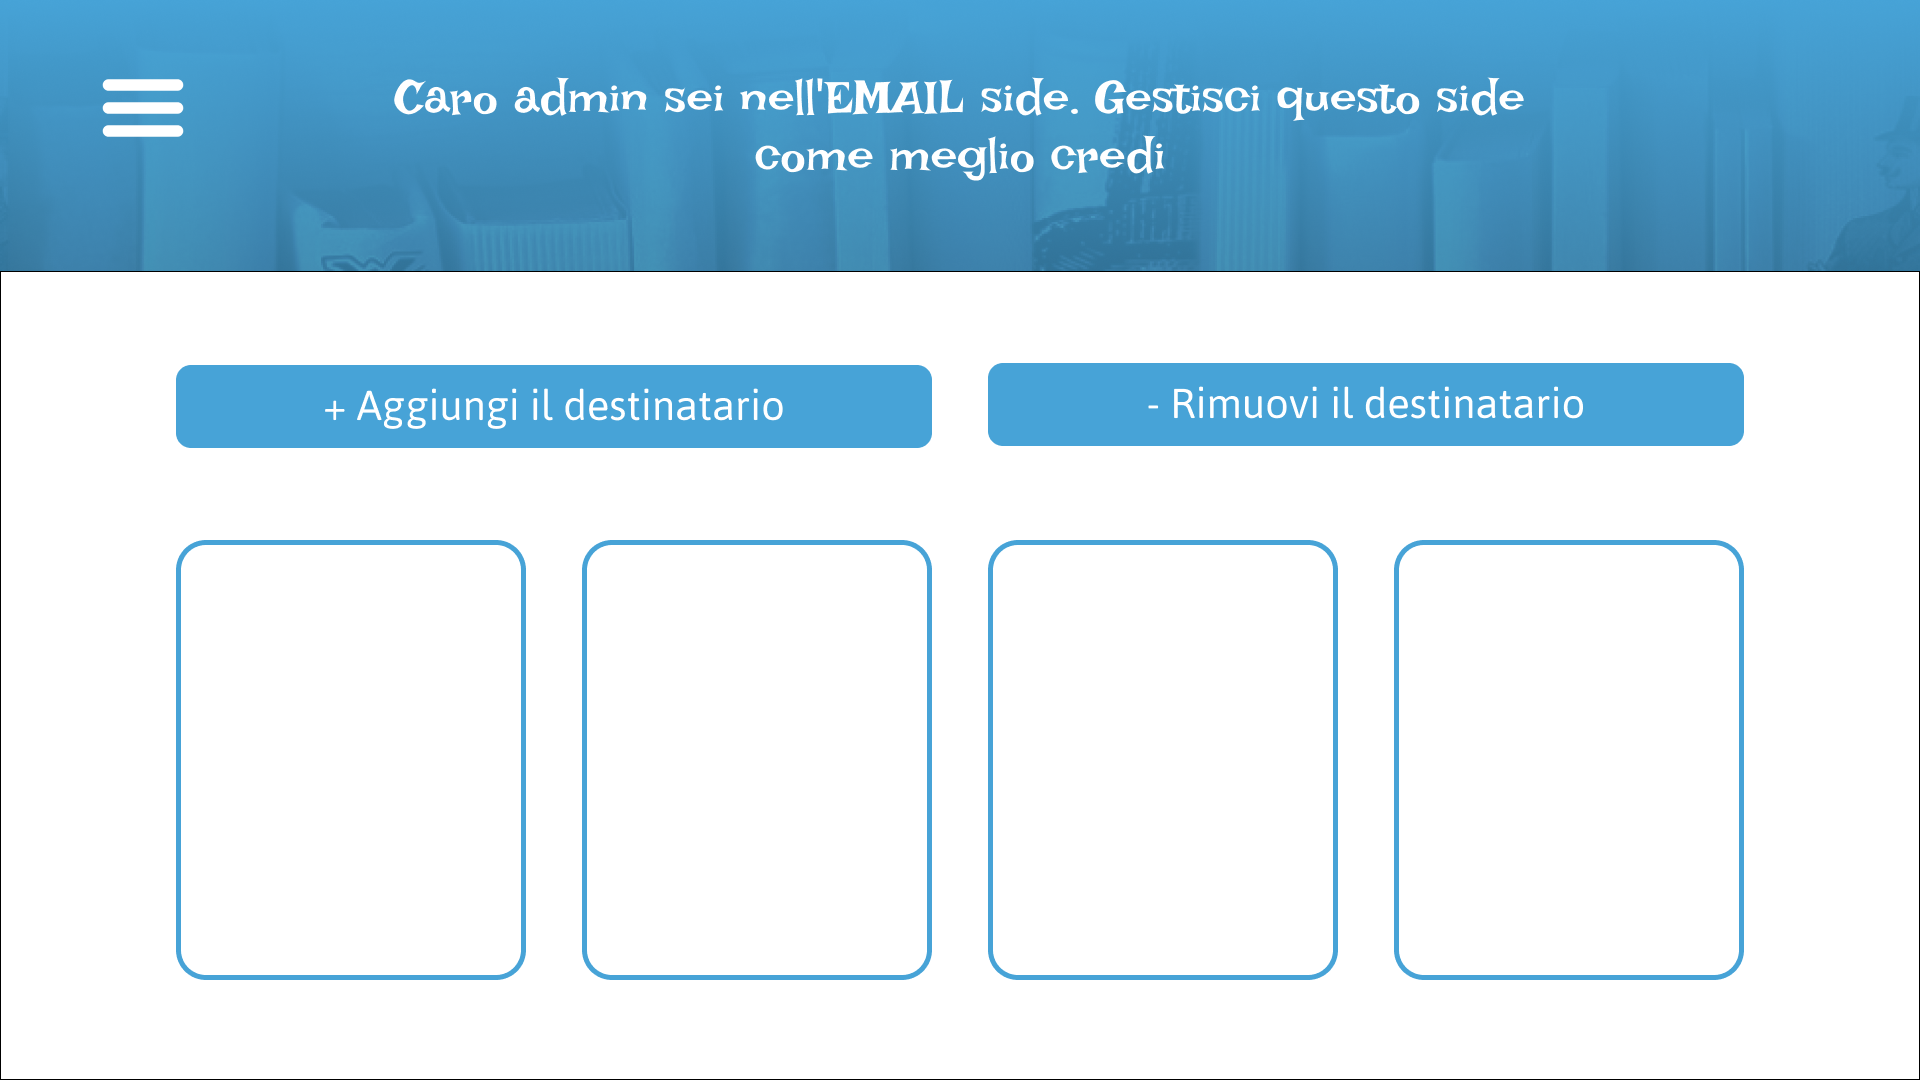 Caro admin sei nell'EMAIL side. Gestisci questo side
come meglio credi
+ Aggiungi il destinatario
- Rimuovi il destinatario